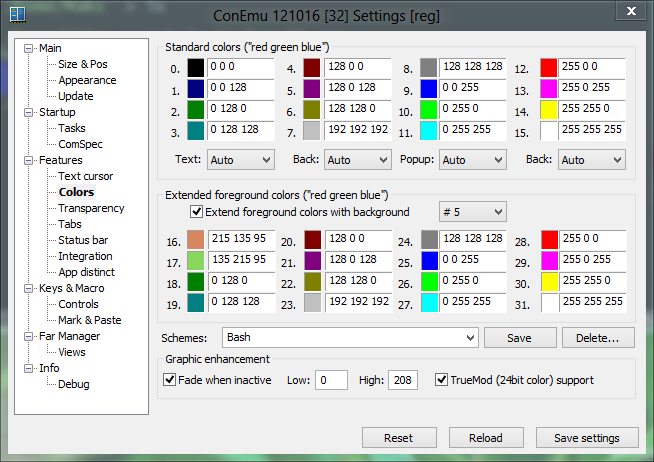 ConEmu 121016 [32] Settings [reg]
Main
Size & Pos
Appearance
Update
Startup
Tasks
ComSpec
Features
Text cursor
Colors
Transparency
Tabs
Status bar
Integration
App distinct
Keys & Macro
Controls
Mark & Paste
Far Manager
Views
Info
Debug
Standard colors ("red green blue")
0. 0 0 0 4. 128 0 0 8. 128 128 128 12. 255 0 0
1. 0 0 128 5. 128 0 128 9. 0 0 255 13. 255 0 255
2. 0 128 0 6. 128 128 0 10. 0 255 0 14. 255 255 0
3. 0 128 128 7. 192 192 192 11. 0 255 255 15. 255 255 255
Text: Auto Back: Auto Popup: Auto Back: Auto
Extended foreground colors ("red green blue")
Extend foreground colors with background # 5
16. 215 135 95 20. 128 0 0 24. 128 128 128 28. 255 0 0
17. 135 215 95 21. 128 0 128 25. 0 0 255 29. 255 0 255
18. 0 128 0 22. 128 128 0 26. 0 255 0 30. 255 255 0
19. 0 128 128 23. 192 192 192 27. 0 255 255 31. 255 255 255
Schemes: Bash Save Delete...
Graphic enhancement
Fade when inactive Low: 0 High: 208 TrueMod (24bit color) support
Reset Reload Save settings